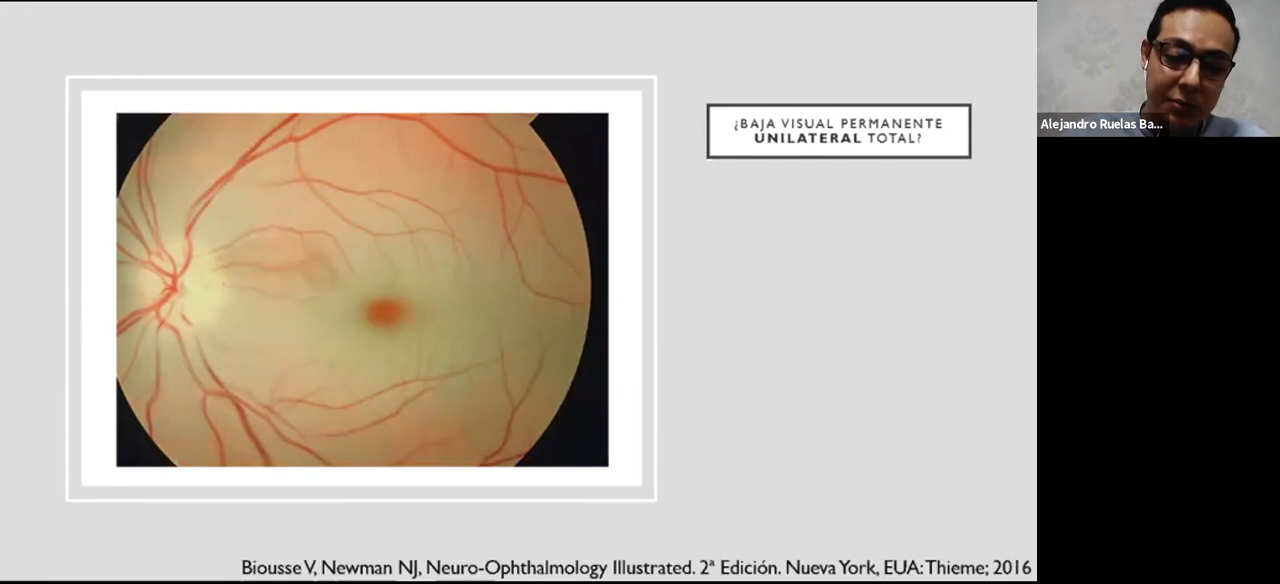 ¿BAJA VISUAL PERMANENTE
UNILATERAL TOTAL?
Alejandro Ruelas Ba...
Biousse V, Newman NJ, Neuro-Ophthalmology Illustrated. 2ª Edición. Nueva York, EUA: Thieme; 2016